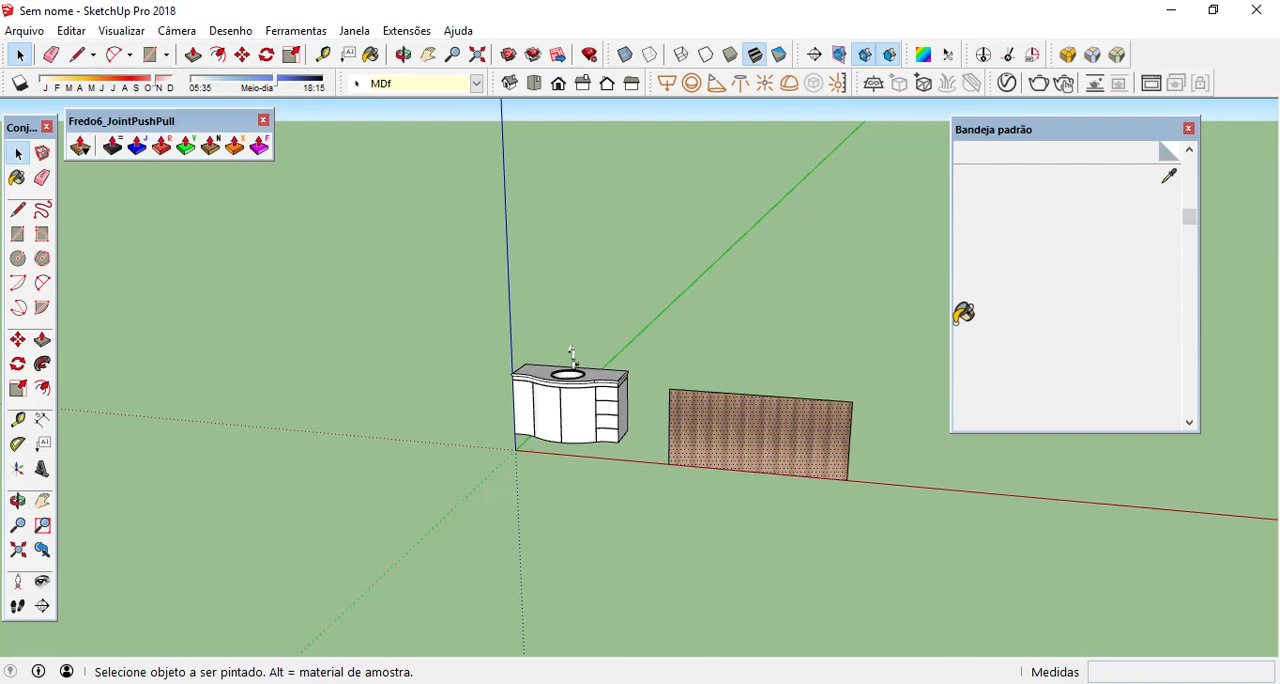 Sem nome - SketchUp Pro 2018
Arquivo Editar Visualizar Câmera Desenho Ferramentas Janela Extensões Ajuda
J F M A M J J A S O N D 05:35 Meio-dia 18:15 MDf
Conj... Fredo6_JointPushPull Bandeja padrão
J R V N X F
A1
Selecione objeto a ser pintado. Alt = material de amostra. Medidas